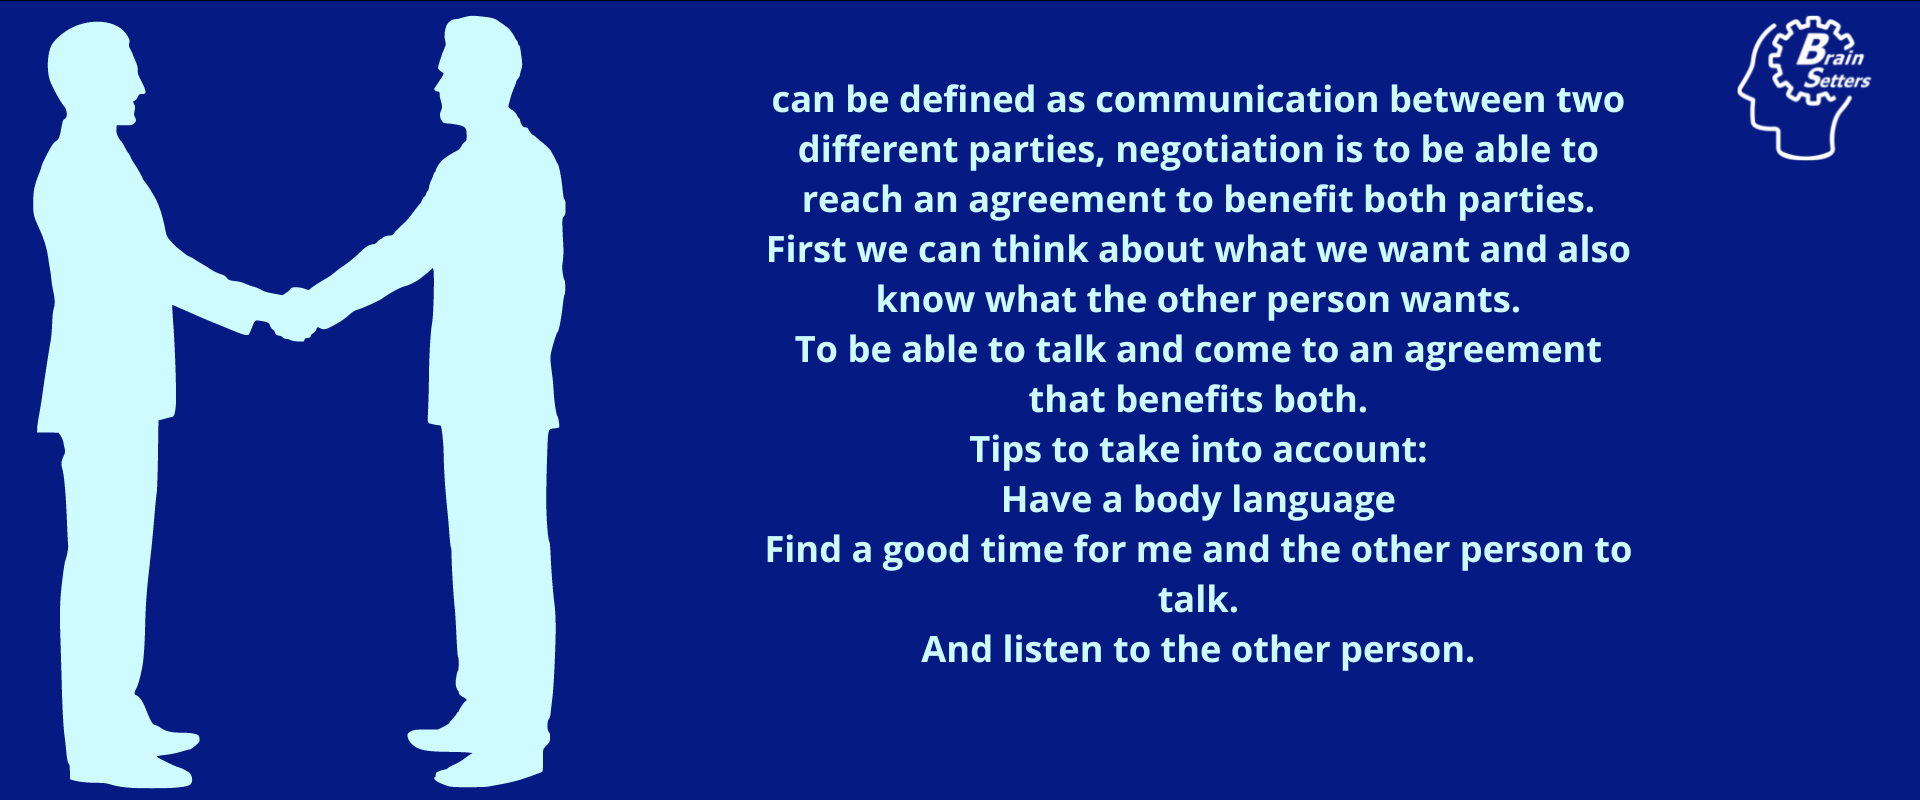 Brain
Setters
can be defined as communication between two
different parties, negotiation is to be able to
reach an agreement to benefit both parties.
First we can think about what we want and also
know what the other person wants.
To be able to talk and come to an agreement
that benefits both.
Tips to take into account:
Have a body language
Find a good time for me and the other person to
talk.
And listen to the other person.